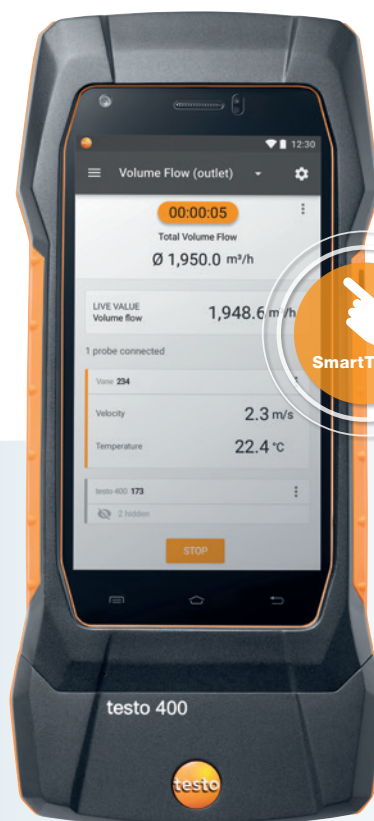 12:30
Volume Flow (outlet)
00:00:05
Total Volume Flow
Ø 1,950.0 m³/h
LIVE VALUE
Volume flow
1,948.6 m³/h
1 probe connected
Vane 234
Velocity
2.3 m/s
Temperature
22.4 °C
testo 400 173
2 hidden
STOP
testo 400
testo